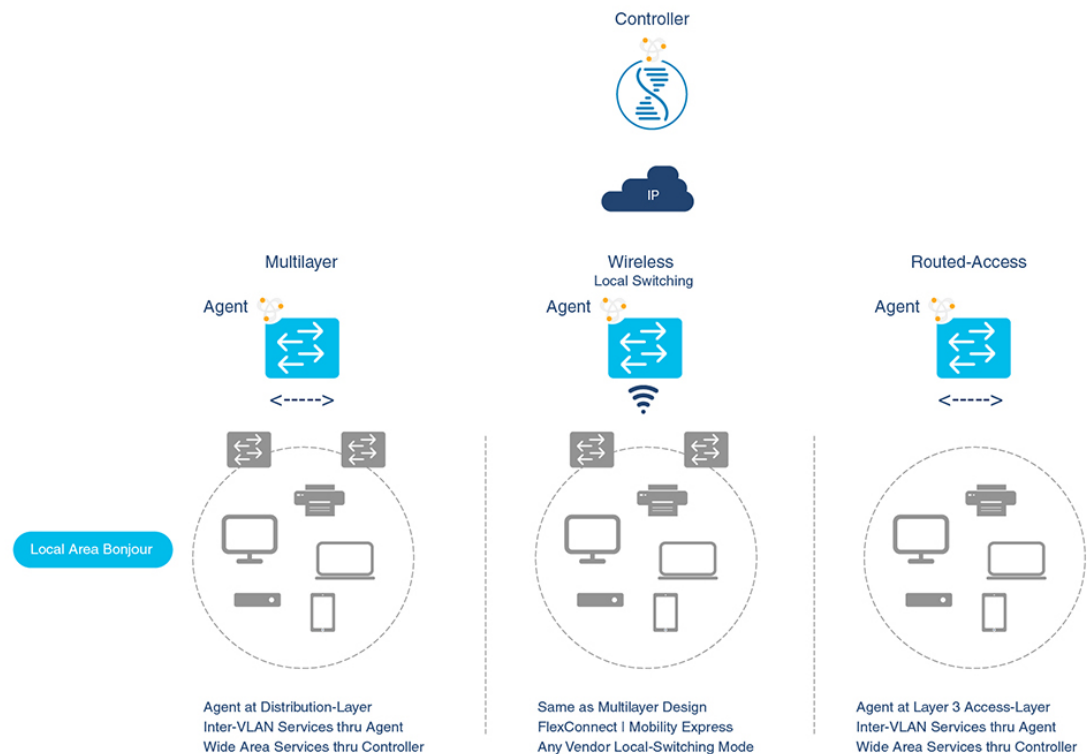 Controller
IP
Multilayer
Wireless
Local Switching
Routed-Access
Agent
Agent
Agent
<----->
<----->
Local Area Bonjour
Agent at Distribution-Layer
Inter-VLAN Services thru Agent
Wide Area Services thru Controller
Same as Multilayer Design
FlexConnect | Mobility Express
Any Vendor Local-Switching Mode
Agent at Layer 3 Access-Layer
Inter-VLAN Services thru Agent
Wide Area Services thru Controller